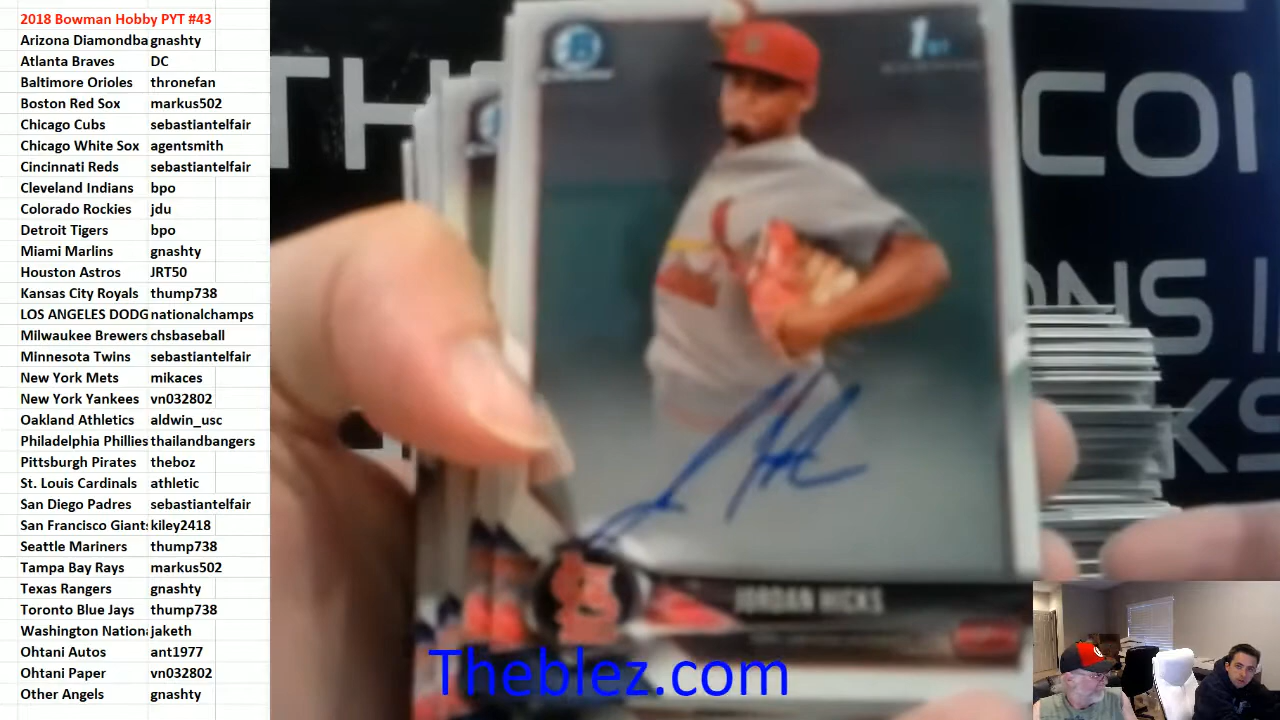 2018 Bowman Hobby PYT #43
Arizona Diamondba gnashty
Atlanta Braves DC
Baltimore Orioles thronefan
Boston Red Sox markus502
Chicago Cubs sebastiantelfair
Chicago White Sox agentsmith
Cincinnati Reds sebastiantelfair
Cleveland Indians bpo
Colorado Rockies jdu
Detroit Tigers bpo
Miami Marlins gnashty
Houston Astros JRT50
Kansas City Royals thump738
LOS ANGELES DODG nationalchamps
Milwaukee Brewers chsbaseball
Minnesota Twins sebastiantelfair
New York Mets mikaces
New York Yankees vn032802
Oakland Athletics aldwin_usc
Philadelphia Phillies thailandbangers
Pittsburgh Pirates theboz
St. Louis Cardinals athletic
San Diego Padres sebastiantelfair
San Francisco Giant kiley2418
Seattle Mariners thump738
Tampa Bay Rays markus502
Texas Rangers gnashty
Toronto Blue Jays thump738
Washington Nation jaketh
Ohtani Autos ant1977
Ohtani Paper vn032802
Other Angels gnashty
1ST
JORDAN HICKS
Theblez.com